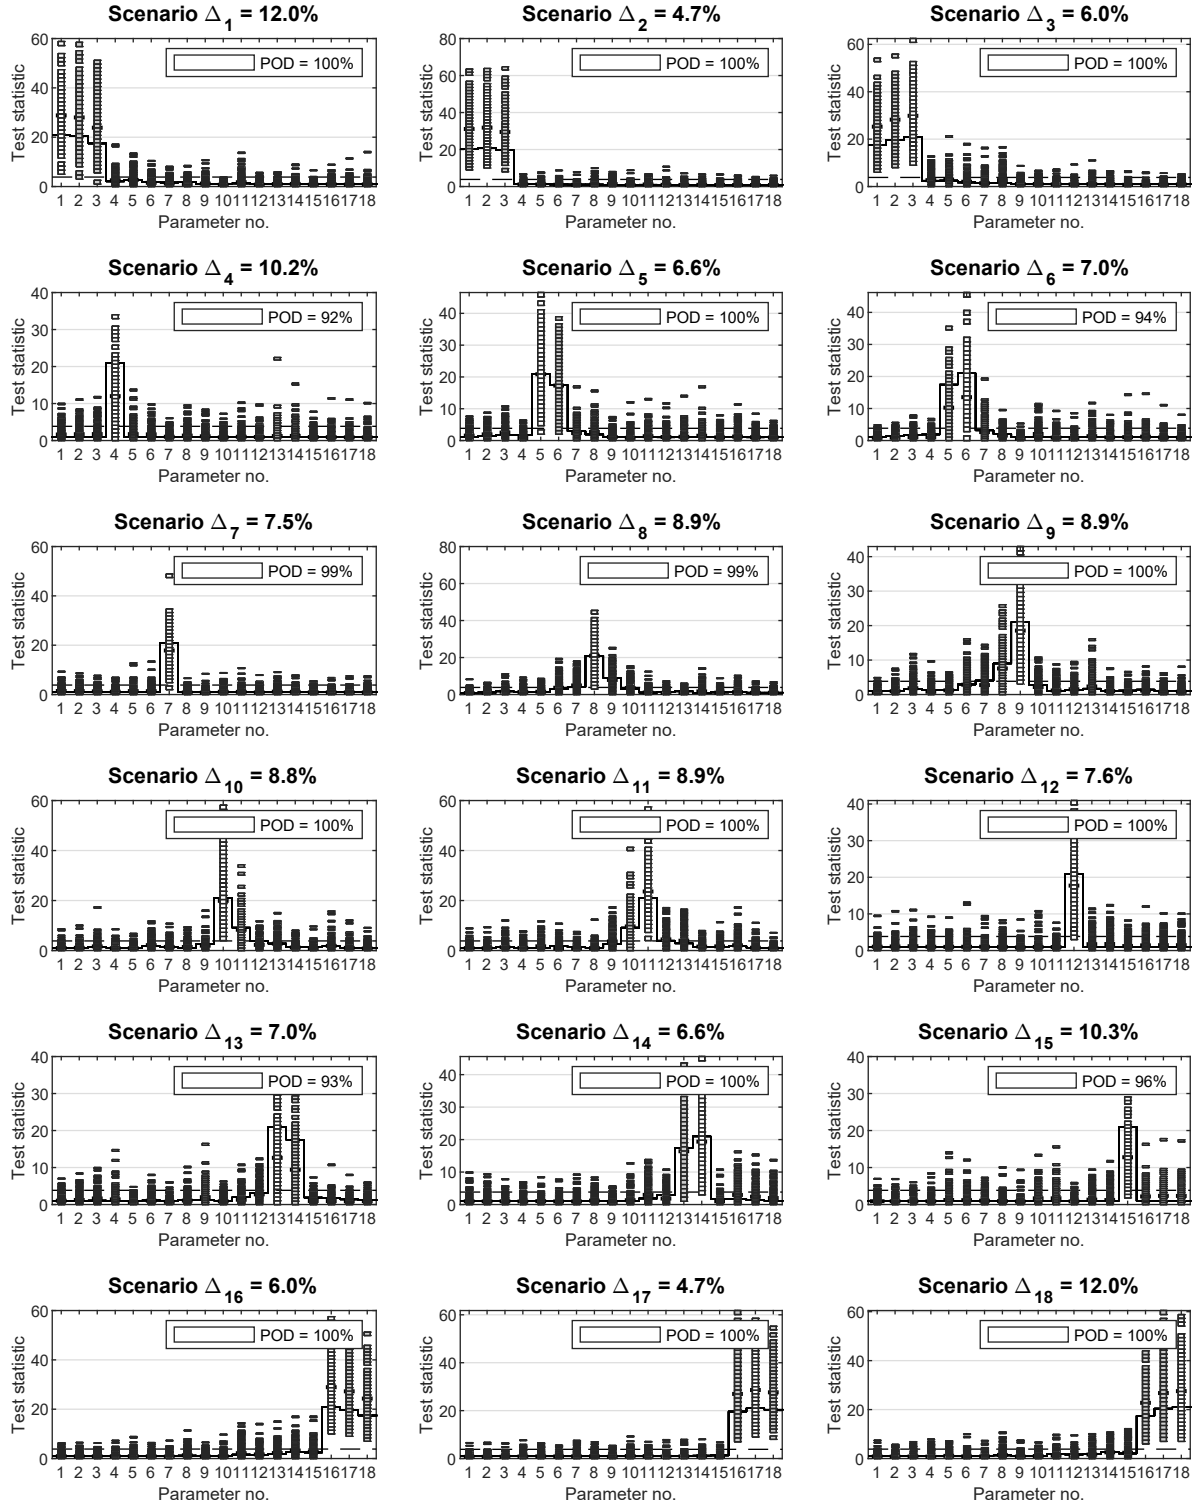 Scenario Δ1 = 12.0%
Scenario Δ2 = 4.7%
Scenario Δ3 = 6.0%
60
40
20
0
Test statistic
POD = 100%
1 2 3 4 5 6 7 8 9 10 11 12 13 14 15 16 17 18
Parameter no.
80
60
40
20
0
Test statistic
POD = 100%
1 2 3 4 5 6 7 8 9 10 11 12 13 14 15 16 17 18
Parameter no.
60
40
20
0
Test statistic
POD = 100%
1 2 3 4 5 6 7 8 9 10 11 12 13 14 15 16 17 18
Parameter no.
Scenario Δ4 = 10.2%
Scenario Δ5 = 6.6%
Scenario Δ6 = 7.0%
40
30
20
10
0
Test statistic
POD = 92%
1 2 3 4 5 6 7 8 9 10 11 12 13 14 15 16 17 18
Parameter no.
40
30
20
10
0
Test statistic
POD = 100%
1 2 3 4 5 6 7 8 9 10 11 12 13 14 15 16 17 18
Parameter no.
40
30
20
10
0
Test statistic
POD = 94%
1 2 3 4 5 6 7 8 9 10 11 12 13 14 15 16 17 18
Parameter no.
Scenario Δ7 = 7.5%
Scenario Δ8 = 8.9%
Scenario Δ9 = 8.9%
60
40
20
0
Test statistic
POD = 99%
1 2 3 4 5 6 7 8 9 10 11 12 13 14 15 16 17 18
Parameter no.
80
60
40
20
0
Test statistic
POD = 99%
1 2 3 4 5 6 7 8 9 10 11 12 13 14 15 16 17 18
Parameter no.
40
30
20
10
0
Test statistic
POD = 100%
1 2 3 4 5 6 7 8 9 10 11 12 13 14 15 16 17 18
Parameter no.
Scenario Δ10 = 8.8%
Scenario Δ11 = 8.9%
Scenario Δ12 = 7.6%
60
40
20
0
Test statistic
POD = 100%
1 2 3 4 5 6 7 8 9 10 11 12 13 14 15 16 17 18
Parameter no.
60
40
20
0
Test statistic
POD = 100%
1 2 3 4 5 6 7 8 9 10 11 12 13 14 15 16 17 18
Parameter no.
40
30
20
10
0
Test statistic
POD = 100%
1 2 3 4 5 6 7 8 9 10 11 12 13 14 15 16 17 18
Parameter no.
Scenario Δ13 = 7.0%
Scenario Δ14 = 6.6%
Scenario Δ15 = 10.3%
40
30
20
10
0
Test statistic
POD = 93%
1 2 3 4 5 6 7 8 9 10 11 12 13 14 15 16 17 18
Parameter no.
40
30
20
10
0
Test statistic
POD = 100%
1 2 3 4 5 6 7 8 9 10 11 12 13 14 15 16 17 18
Parameter no.
40
30
20
10
0
Test statistic
POD = 96%
1 2 3 4 5 6 7 8 9 10 11 12 13 14 15 16 17 18
Parameter no.
Scenario Δ16 = 6.0%
Scenario Δ17 = 4.7%
Scenario Δ18 = 12.0%
60
40
20
0
Test statistic
POD = 100%
1 2 3 4 5 6 7 8 9 10 11 12 13 14 15 16 17 18
Parameter no.
60
40
20
0
Test statistic
POD = 100%
1 2 3 4 5 6 7 8 9 10 11 12 13 14 15 16 17 18
Parameter no.
60
40
20
0
Test statistic
POD = 100%
1 2 3 4 5 6 7 8 9 10 11 12 13 14 15 16 17 18
Parameter no.